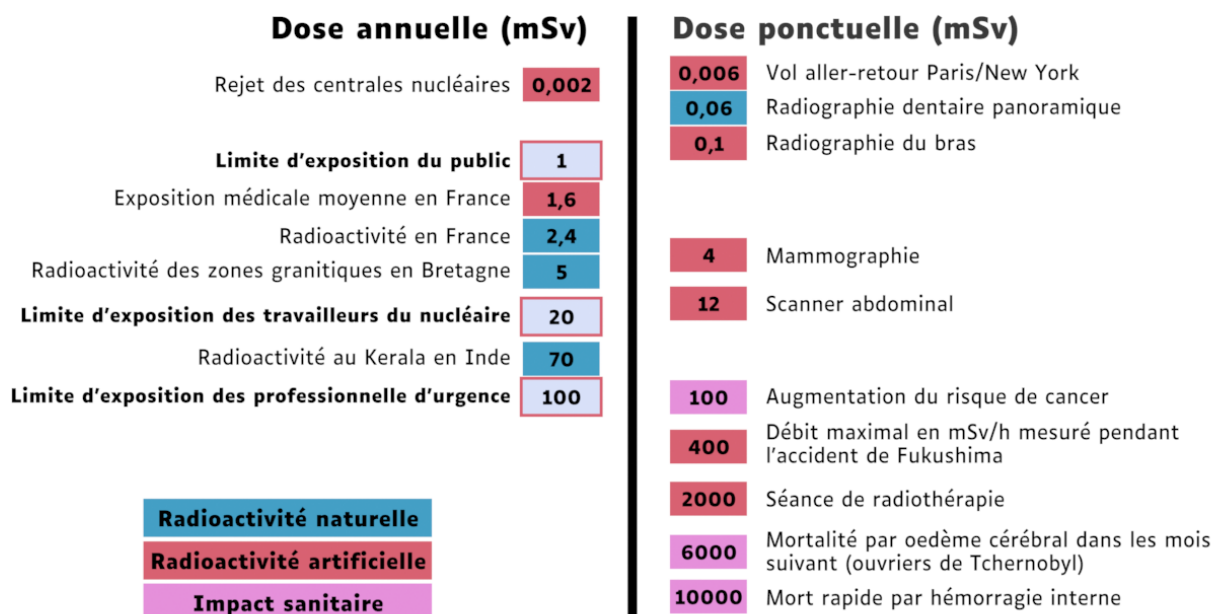 Dose annuelle (mSv)
Rejet des centrales nucléaires 0,002
Limite d'exposition du public 1
Exposition médicale moyenne en France 1,6
Radioactivité en France 2,4
Radioactivité des zones granitiques en Bretagne 5
Limite d'exposition des travailleurs du nucléaire 20
Radioactivité au Kerala en Inde 70
Limite d'exposition des professionnelle d'urgence 100
Radioactivité naturelle
Radioactivité artificielle
Impact sanitaire
Dose ponctuelle (mSv)
0,006 Vol aller-retour Paris/New York
0,06 Radiographie dentaire panoramique
0,1 Radiographie du bras
4 Mammographie
12 Scanner abdominal
100 Augmentation du risque de cancer
400 Débit maximal en mSv/h mesuré pendant
l'accident de Fukushima
2000 Séance de radiothérapie
6000 Mortalité par oedème cérébral dans les mois
suivant (ouvriers de Tchernobyl)
10000 Mort rapide par hémorragie interne